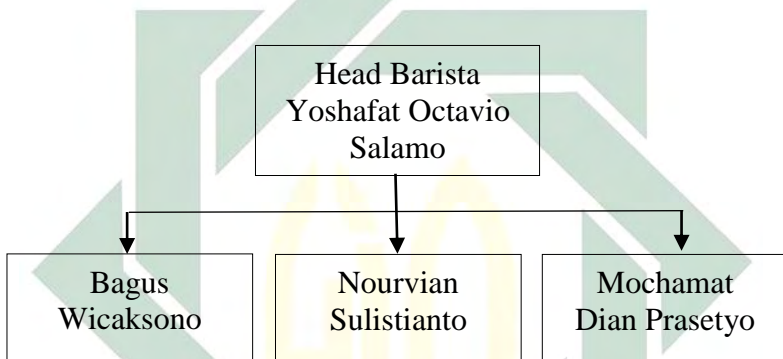 Head Barista
Yoshafat Octavio
Salamo
Bagus
Wicaksono
Nourvian
Sulistianto
Mochamat
Dian Prasetyo